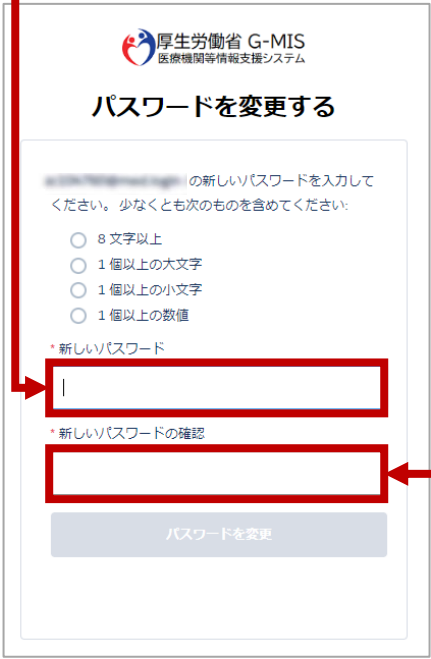 厚生労働省 G-MIS
医療機関等情報支援システム
パスワードを変更する
の新しいパスワードを入力して
ください。少なくとも次のものを含めてください:
8 文字以上
1 個以上の大文字
1 個以上の小文字
1 個以上の数値
* 新しいパスワード
* 新しいパスワードの確認
パスワードを変更